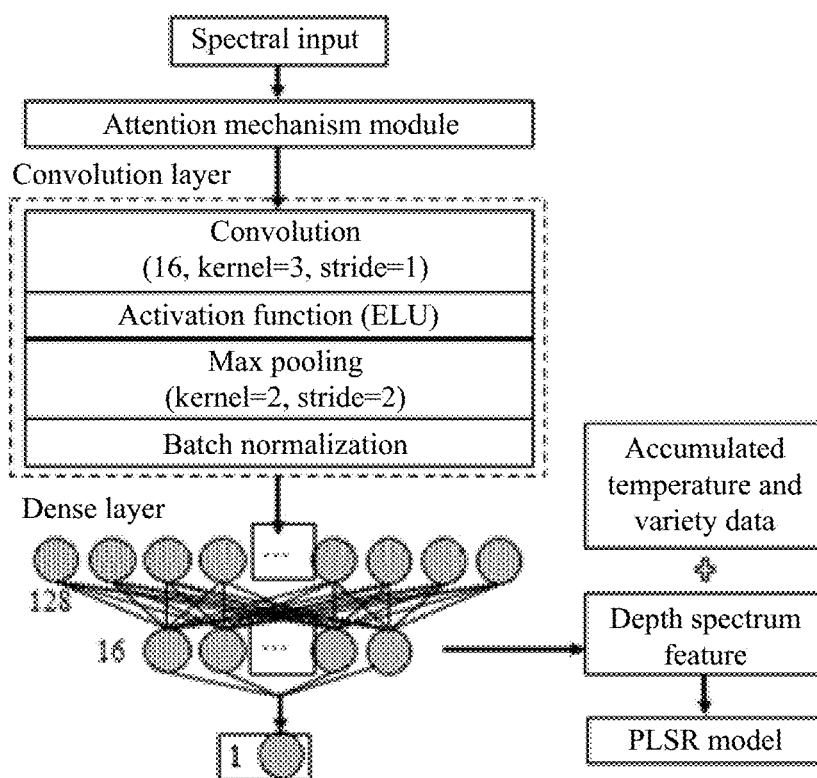 Spectral input
Attention mechanism module
Convolution layer
Convolution
(16, kernel=3, stride=1)
Activation function (ELU)
Max pooling
(kernel=2, stride=2)
Batch normalization
Dense layer
...
128
16
...
1
Accumulated
temperature and
variety data
Depth spectrum
feature
PLSR model